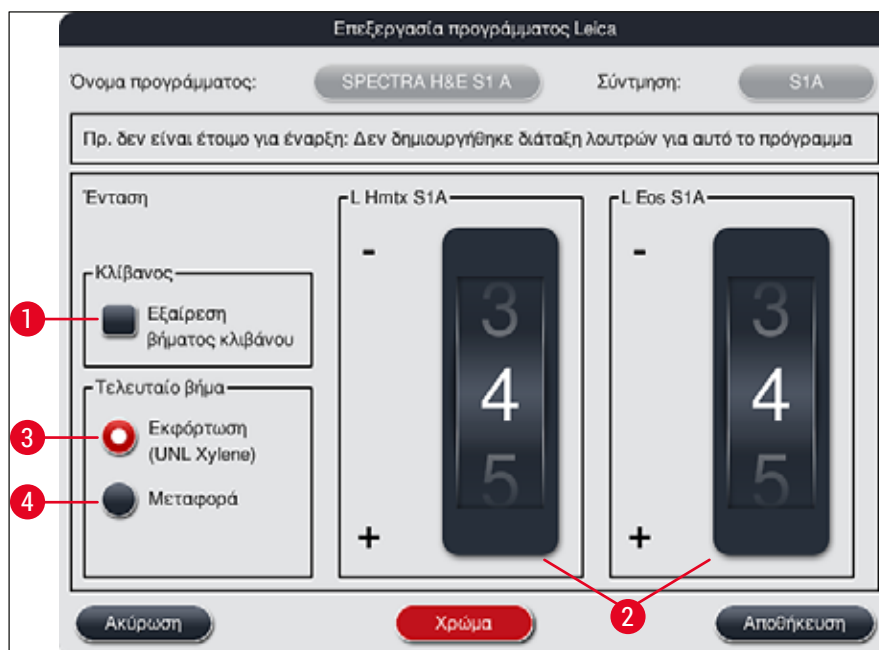 Επεξεργασία προγράμματος Leica
Όνομα προγράμματος: SPECTRA H&E S1 A Σύντμηση: S1A
Πρ. δεν είναι έτοιμο για έναρξη: Δεν δημιουργήθηκε διάταξη λουτρών για αυτό το πρόγραμμα
Ένταση
Κλίβανος
1 Εξαίρεση
βήματος κλιβάνου
Τελευταίο βήμα
3 Εκφόρτωση
(UNL Xylene)
4 Μεταφορά
L Hmtx S1A
-
3
4
5
+
L Eos S1A
-
3
4
5
+
2
Ακύρωση Χρώμα Αποθήκευση